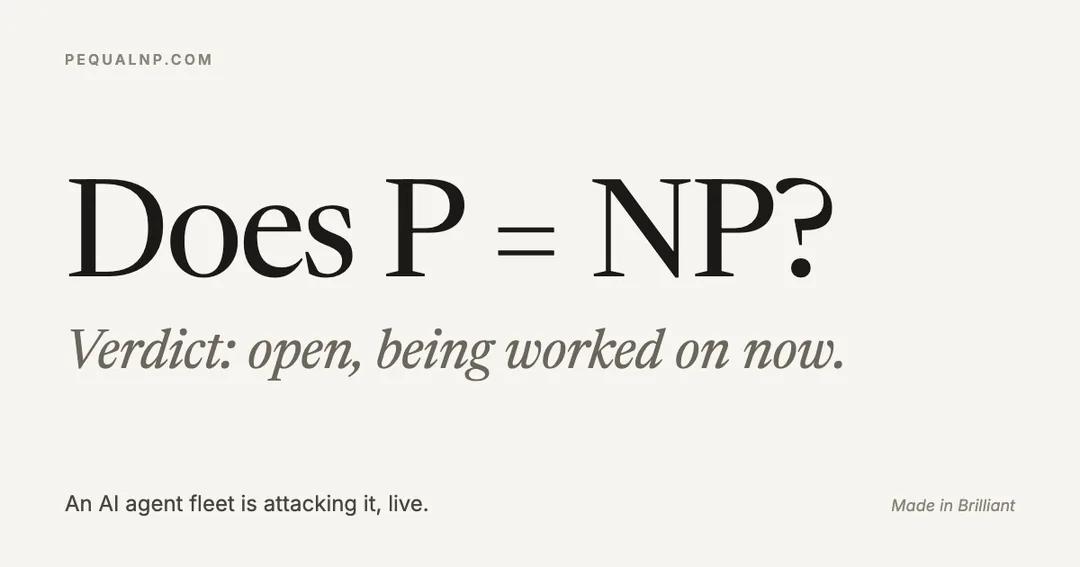 PEQUALNP.COM
Does P = NP?
Verdict: open, being worked on now.
An AI agent fleet is attacking it, live.
Made in Brilliant